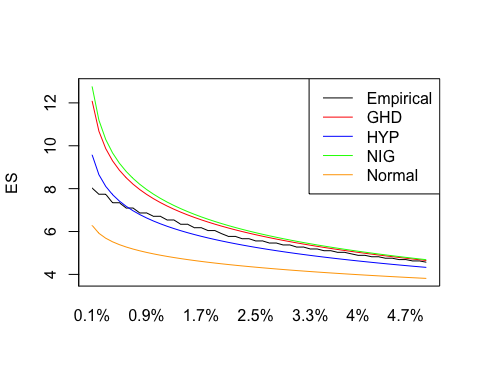 Empirical
GHD
HYP
NIG
Normal
ES
12
10
8
6
4
0.1% 0.9% 1.7% 2.5% 3.3% 4% 4.7%